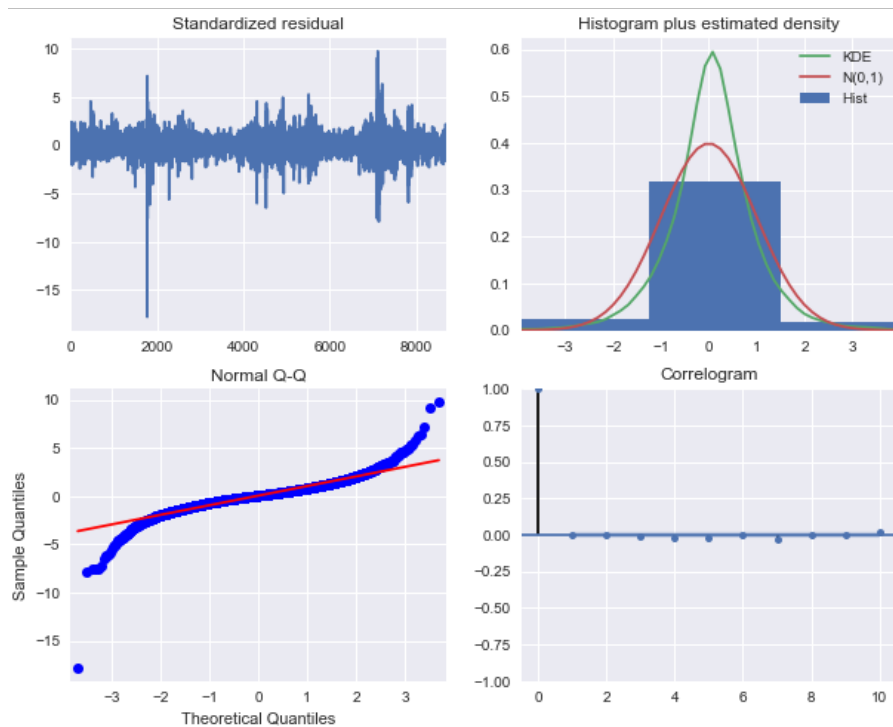 Standardized residual
10
5
0
−5
−10
−15
0 2000 4000 6000 8000
Histogram plus estimated density
0.6
0.5
0.4
0.3
0.2
0.1
0.0
KDE
N(0,1)
Hist
−3 −2 −1 0 1 2 3
Normal Q-Q
Sample Quantiles
10
5
0
−5
−10
−15
−3 −2 −1 0 1 2 3
Theoretical Quantiles
Correlogram
1.00
0.75
0.50
0.25
0.00
−0.25
−0.50
−0.75
−1.00
0 2 4 6 8 10